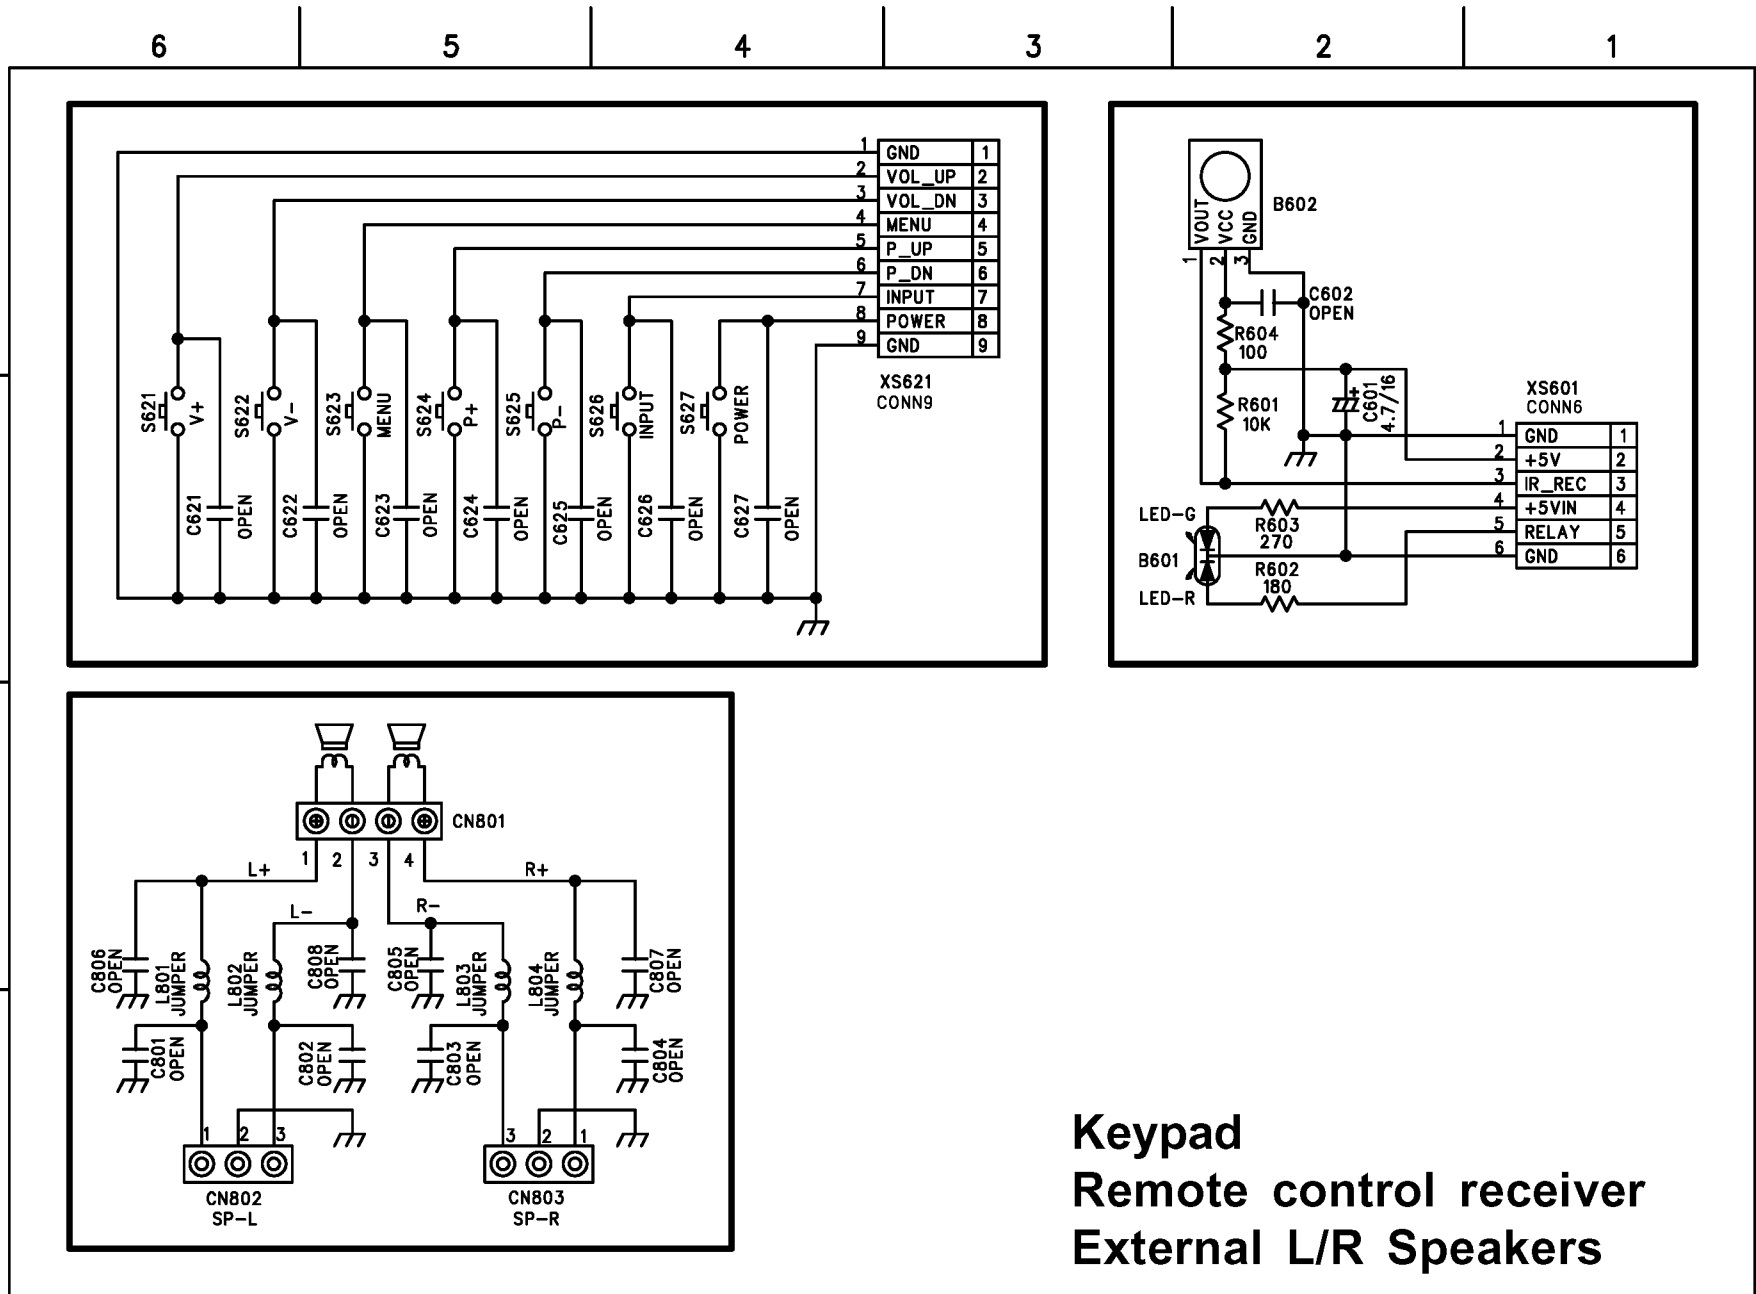 6 5 4 3 2 1
1 GND 1
2 VOL_UP 2
3 VOL_DN 3
4 MENU 4
5 P_UP 5
6 P_DN 6
7 INPUT 7
8 POWER 8
9 GND 9
XS621
CONN9
S621 V+
S622 V-
S623 MENU
S624 P+
S625 P-
S626 INPUT
S627 POWER
C621 OPEN
C622 OPEN
C623 OPEN
C624 OPEN
C625 OPEN
C626 OPEN
C627 OPEN
B602
VOUT VCC GND
1 2 3
C602
OPEN
R604
100
R601
10K
C601
4.7/16
+
XS601
CONN6
1 GND 1
2 +5V 2
3 IR_REC 3
4 +5VIN 4
5 RELAY 5
6 GND 6
LED-G
R603
270
B601
R602
180
LED-R
CN801
1 2 3 4
L+ R+
L- R-
C806
OPEN
L801
JUMPER
L802
JUMPER
C808
OPEN
C805
OPEN
L803
JUMPER
L804
JUMPER
C807
OPEN
C801
OPEN
C802
OPEN
C803
OPEN
C804
OPEN
1 2 3
3 2 1
CN802
SP-L
CN803
SP-R
Keypad
Remote control receiver
External L/R Speakers